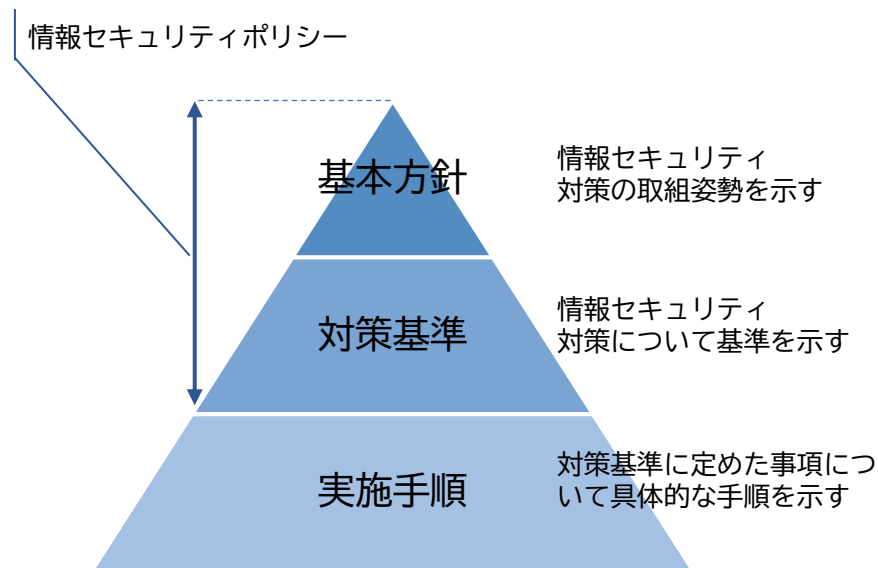 情報セキュリティポリシー
基本方針
情報セキュリティ
対策の取組姿勢を示す
対策基準
情報セキュリティ
対策について基準を示す
実施手順
対策基準に定めた事項につ
いて具体的な手順を示す